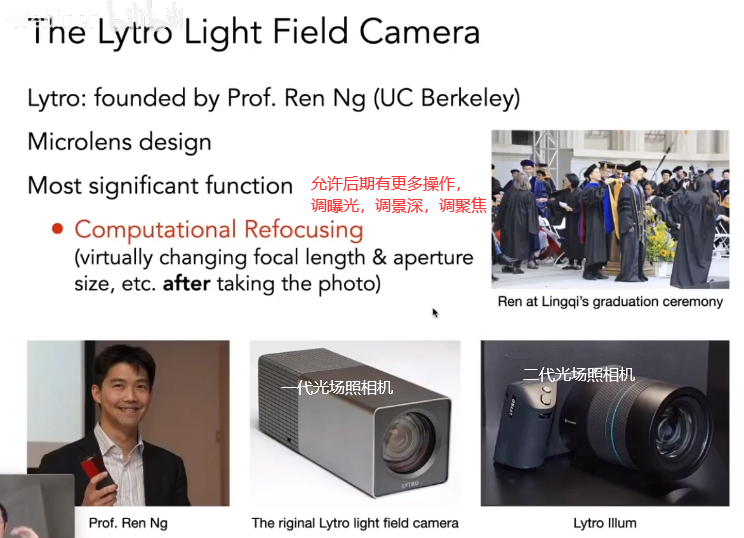 The Lytro Light Field Camera
Lytro: founded by Prof. Ren Ng (UC Berkeley)
Microlens design
Most significant function
允许后期有更多操作，
调曝光，调景深，调聚焦
• Computational Refocusing
(virtually changing focal length & aperture
size, etc. after taking the photo)
Ren at Lingqi's graduation ceremony
一代光场照相机
LYTRO
二代光场照相机
LYTRO
Prof. Ren Ng
The riginal Lytro light field camera
Lytro Illum